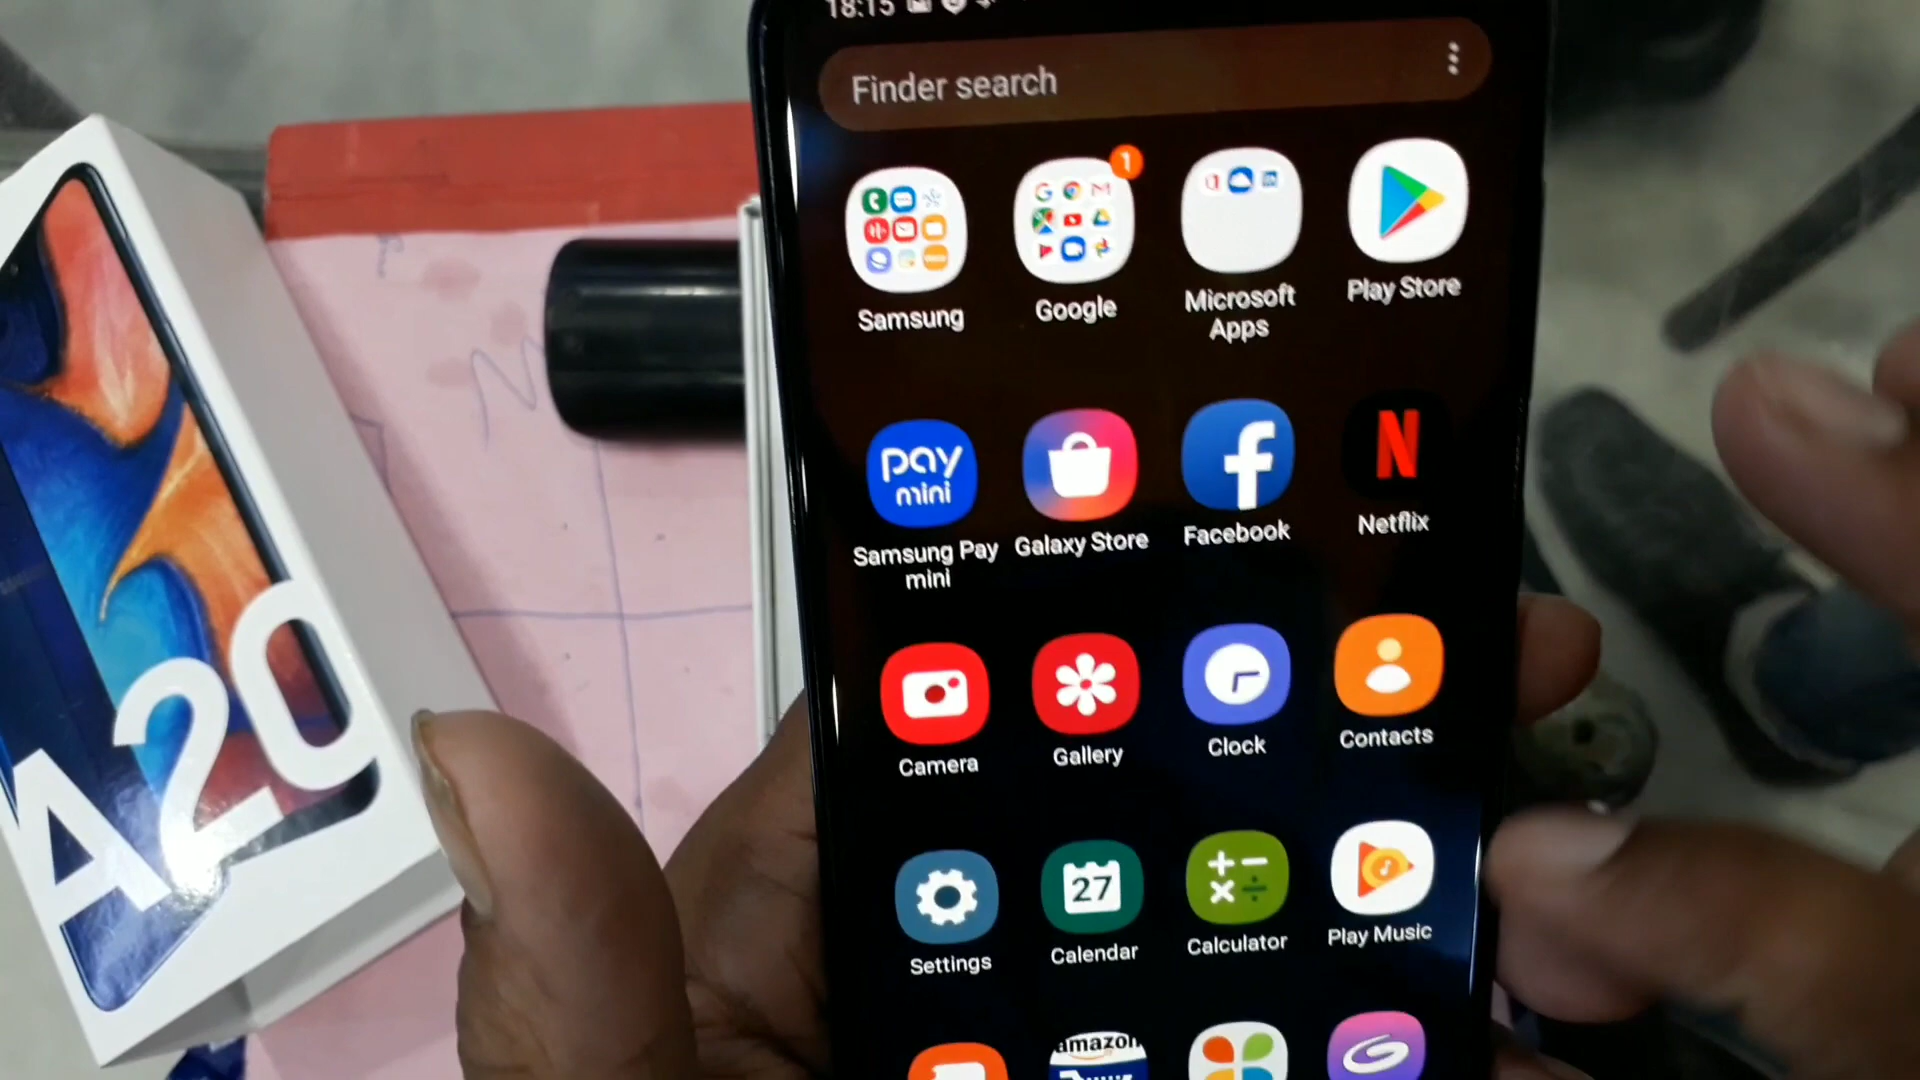 18:15
Finder search
1
Samsung
Google
Microsoft
Apps
Play Store
pay
mini
N
Samsung Pay
mini
Galaxy Store
Facebook
Netflix
Camera
Gallery
Clock
Contacts
27
Settings
Calendar
Calculator
Play Music
amazon
A20